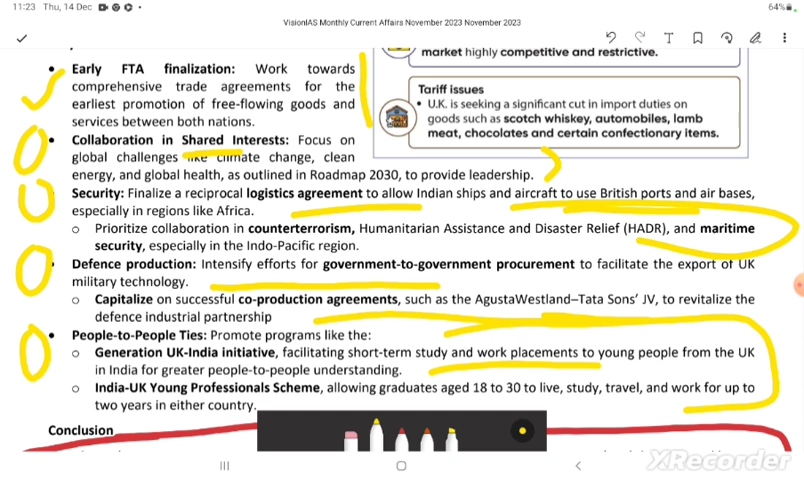 11:23 Thu, 14 Dec
64%
VisionIAS Monthly Current Affairs November 2023 November 2023
market highly competitive and restrictive.
• Early FTA finalization: Work towards
comprehensive trade agreements for the
earliest promotion of free-flowing goods and
services between both nations.
Tariff issues
• U.K. is seeking a significant cut in import duties on
goods such as scotch whiskey, automobiles, lamb
meat, chocolates and certain confectionary items.
• Collaboration in Shared Interests: Focus on
global challenges like climate change, clean
energy, and global health, as outlined in Roadmap 2030, to provide leadership.
• Security: Finalize a reciprocal logistics agreement to allow Indian ships and aircraft to use British ports and air bases,
especially in regions like Africa.
o Prioritize collaboration in counterterrorism, Humanitarian Assistance and Disaster Relief (HADR), and maritime
security, especially in the Indo-Pacific region.
• Defence production: Intensify efforts for government-to-government procurement to facilitate the export of UK
military technology.
o Capitalize on successful co-production agreements, such as the AgustaWestland–Tata Sons' JV, to revitalize the
defence industrial partnership
• People-to-People Ties: Promote programs like the:
o Generation UK-India initiative, facilitating short-term study and work placements to young people from the UK
in India for greater people-to-people understanding.
o India-UK Young Professionals Scheme, allowing graduates aged 18 to 30 to live, study, travel, and work for up to
two years in either country.
Conclusion
XRecorder